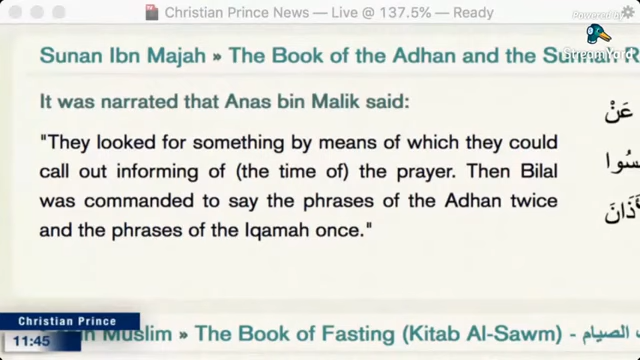 Christian Prince News — Live @ 137.5% — Ready
Powered by
StreamYard
Sunan Ibn Majah » The Book of the Adhan and the Sunnah R
It was narrated that Anas bin Malik said:
عَنْ
"They looked for something by means of which they could
call out informing of (the time of) the prayer. Then Bilal
was commanded to say the phrases of the Adhan twice
and the phrases of the Iqamah once."
Christian Prince
11:45
Muslim » The Book of Fasting (Kitab Al-Sawm) - الصيام